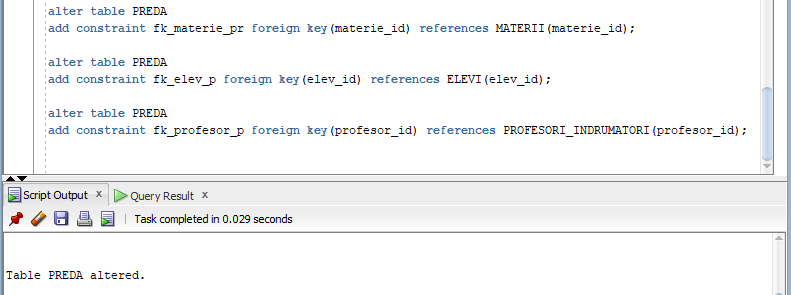 alter table PREDA
add constraint fk_materie_pr foreign key(materie_id) references MATERII(materie_id);
alter table PREDA
add constraint fk_elev_p foreign key(elev_id) references ELEVI(elev_id);
alter table PREDA
add constraint fk_profesor_p foreign key(profesor_id) references PROFESORI_INDRUMATORI(profesor_id);
Script Output x Query Result x
Task completed in 0.029 seconds
Table PREDA altered.